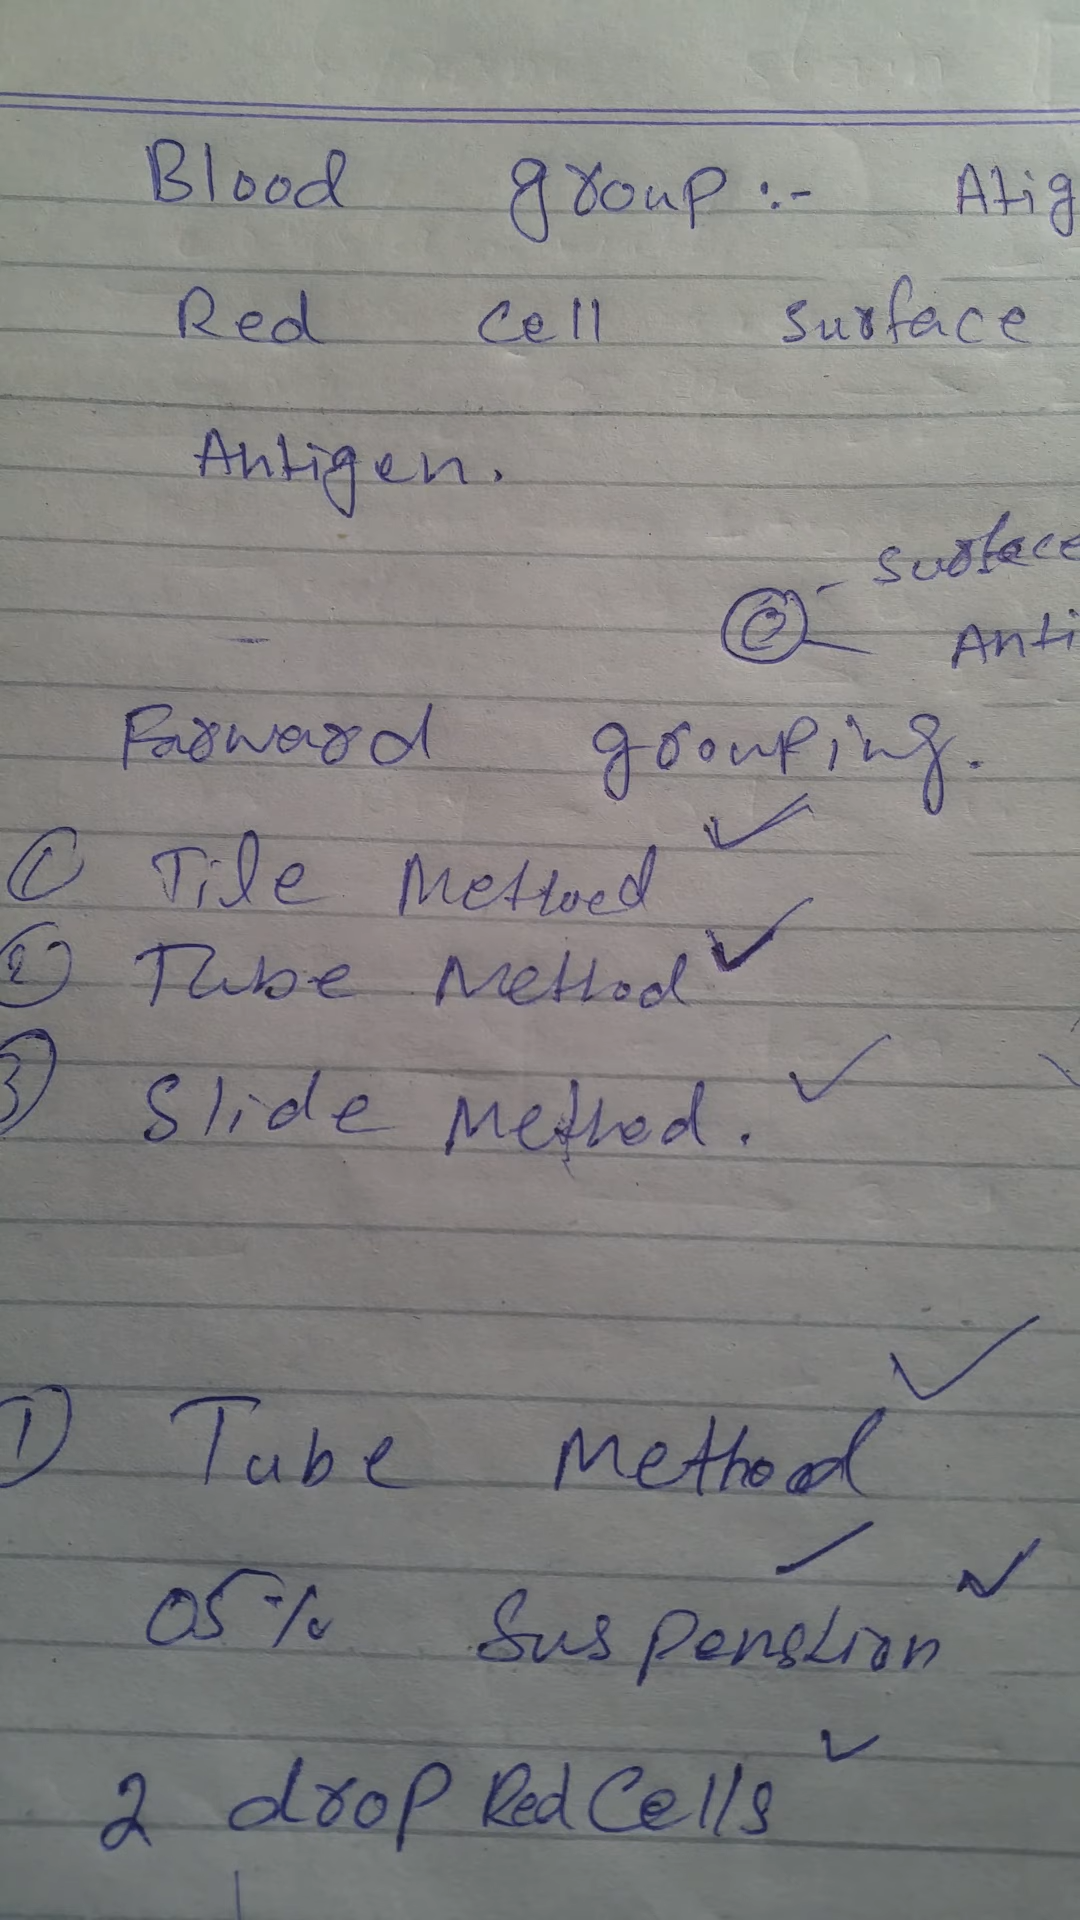 Blood group :- Atig
Red Cell surface
Antigen.
surface
Anti
Forward grouping.
① Tile Method
② Tube Method
3 Slide Method.
① Tube Method
05% Suspenstion
2 drop Red Cells